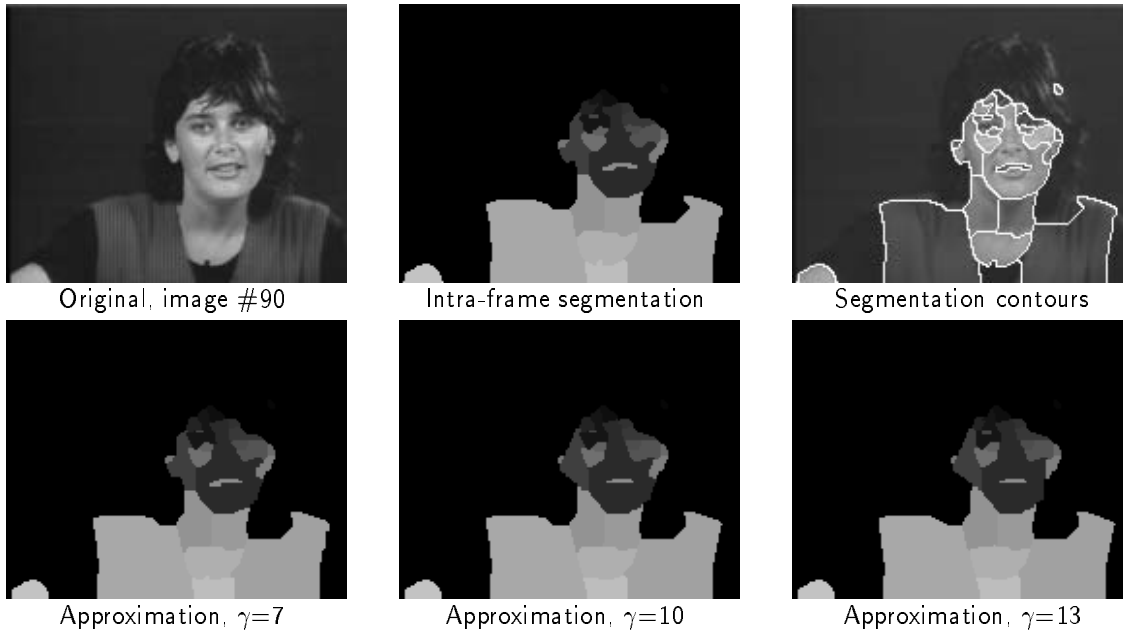 Original, image #90
Intra-frame segmentation
Segmentation contours
Approximation, γ=7
Approximation, γ=10
Approximation, γ=13